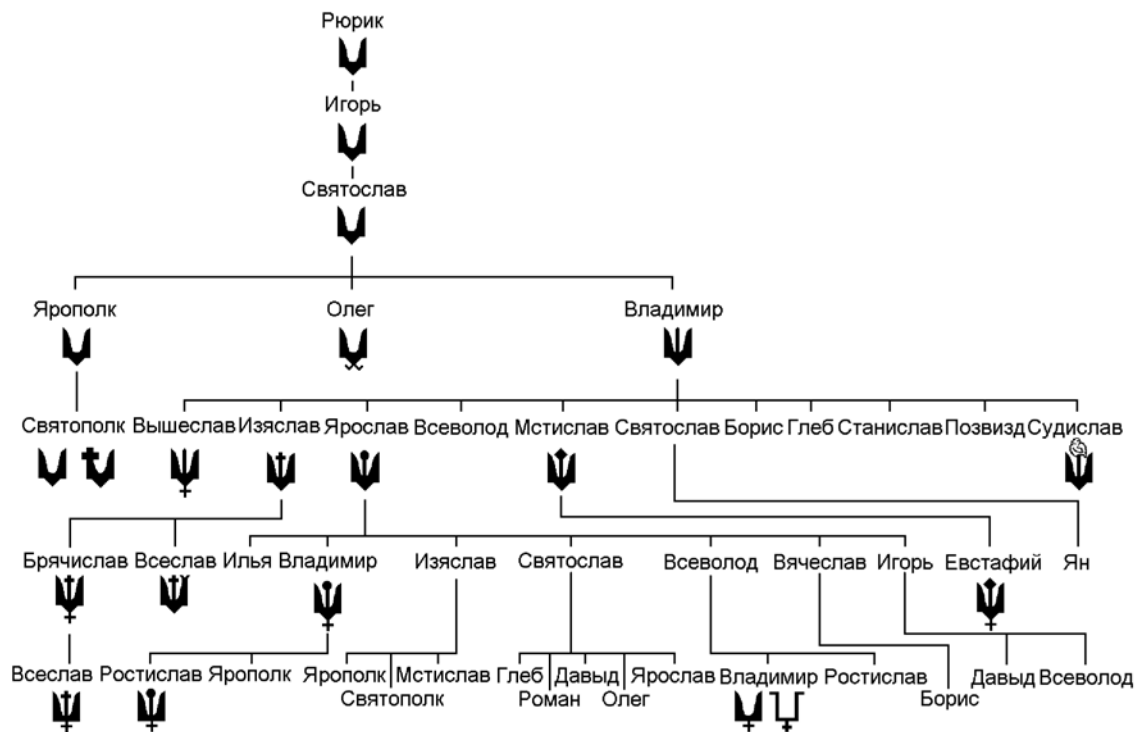 Рюрик
Игорь
Святослав
Ярополк Олег Владимир
Святополк Вышеслав Изяслав Ярослав Всеволод Мстислав Святослав Борис Глеб Станислав Позвизд Судислав
Брячислав Всеслав Илья Владимир Изяслав Святослав Всеволод Вячеслав Игорь Евстафий Ян
Всеслав Ростислав Ярополк Ярополк Мстислав Глеб Давыд Ярослав Владимир Ростислав Давыд Всеволод
Святополк Роман Олег Борис